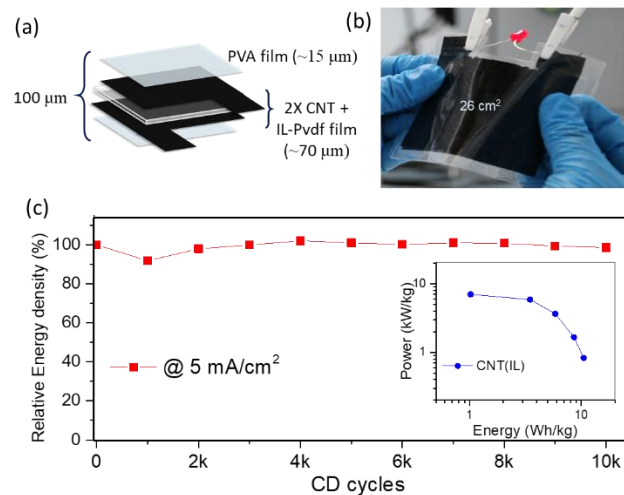 (a)
PVA film (~15 μm)
100 μm
2X CNT +
IL-Pvdf film
(~70 μm)
(b)
26 cm²
(c)
Relative Energy density (%)
120
100
80
60
40
20
0
@ 5 mA/cm²
0
2k
4k
6k
8k
10k
CD cycles
Power (kW/kg)
10
1
CNT(IL)
1
10
Energy (Wh/kg)